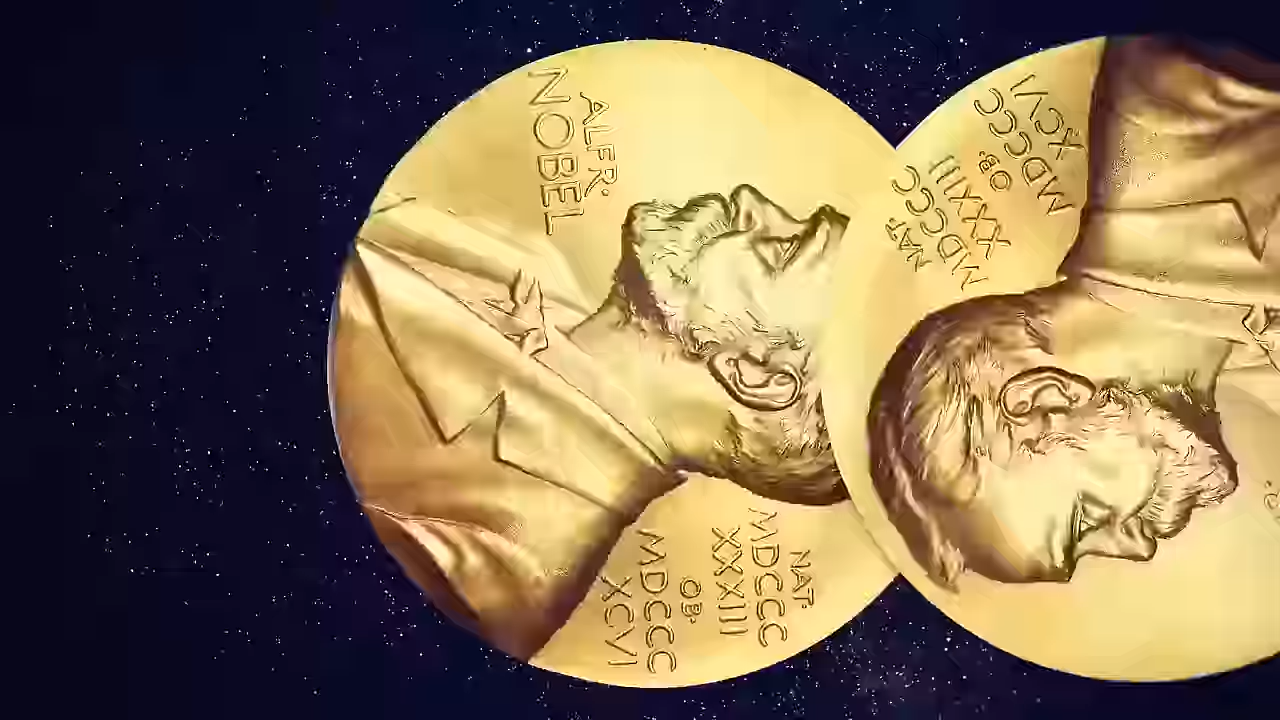 ALFR·
NOBEL
NAT·
MDCCC
XXXIII
OB·
MDCCC
XCVI
NAT·
MDCCC
XXXIII
OB·
MDCCC
XCVI